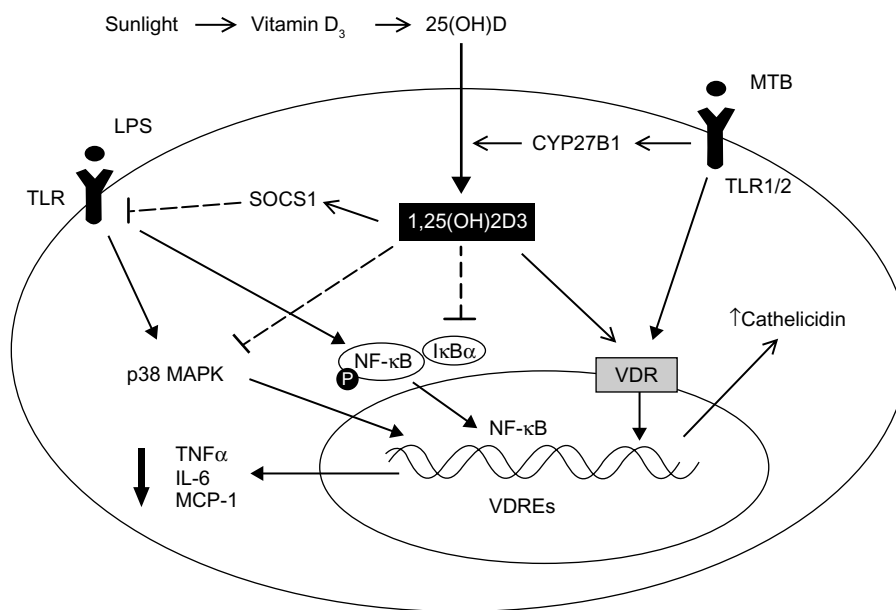 Sunlight → Vitamin D₃ → 25(OH)D
MTB
LPS
CYP27B1
TLR
SOCS1
TLR1/2
1,25(OH)2D3
↑Cathelicidin
IκBα
NF-κB
P
p38 MAPK
VDR
NF-κB
TNFα
IL-6
MCP-1
VDREs